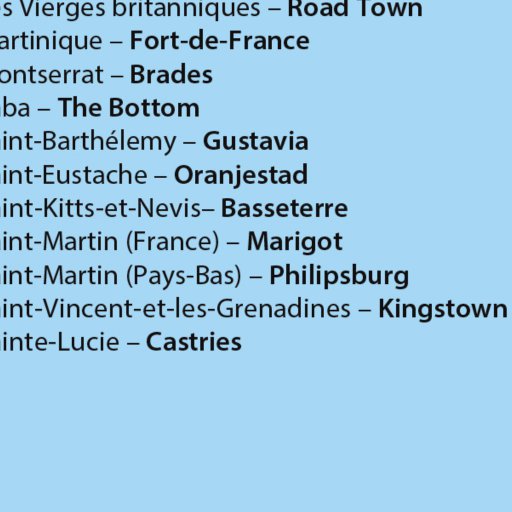 s Vierges britanniques – Road Town
artinique – Fort-de-France
ontserrat – Brades
ba – The Bottom
int-Barthélemy – Gustavia
int-Eustache – Oranjestad
int-Kitts-et-Nevis– Basseterre
int-Martin (France) – Marigot
int-Martin (Pays-Bas) – Philipsburg
int-Vincent-et-les-Grenadines – Kingstown
inte-Lucie – Castries